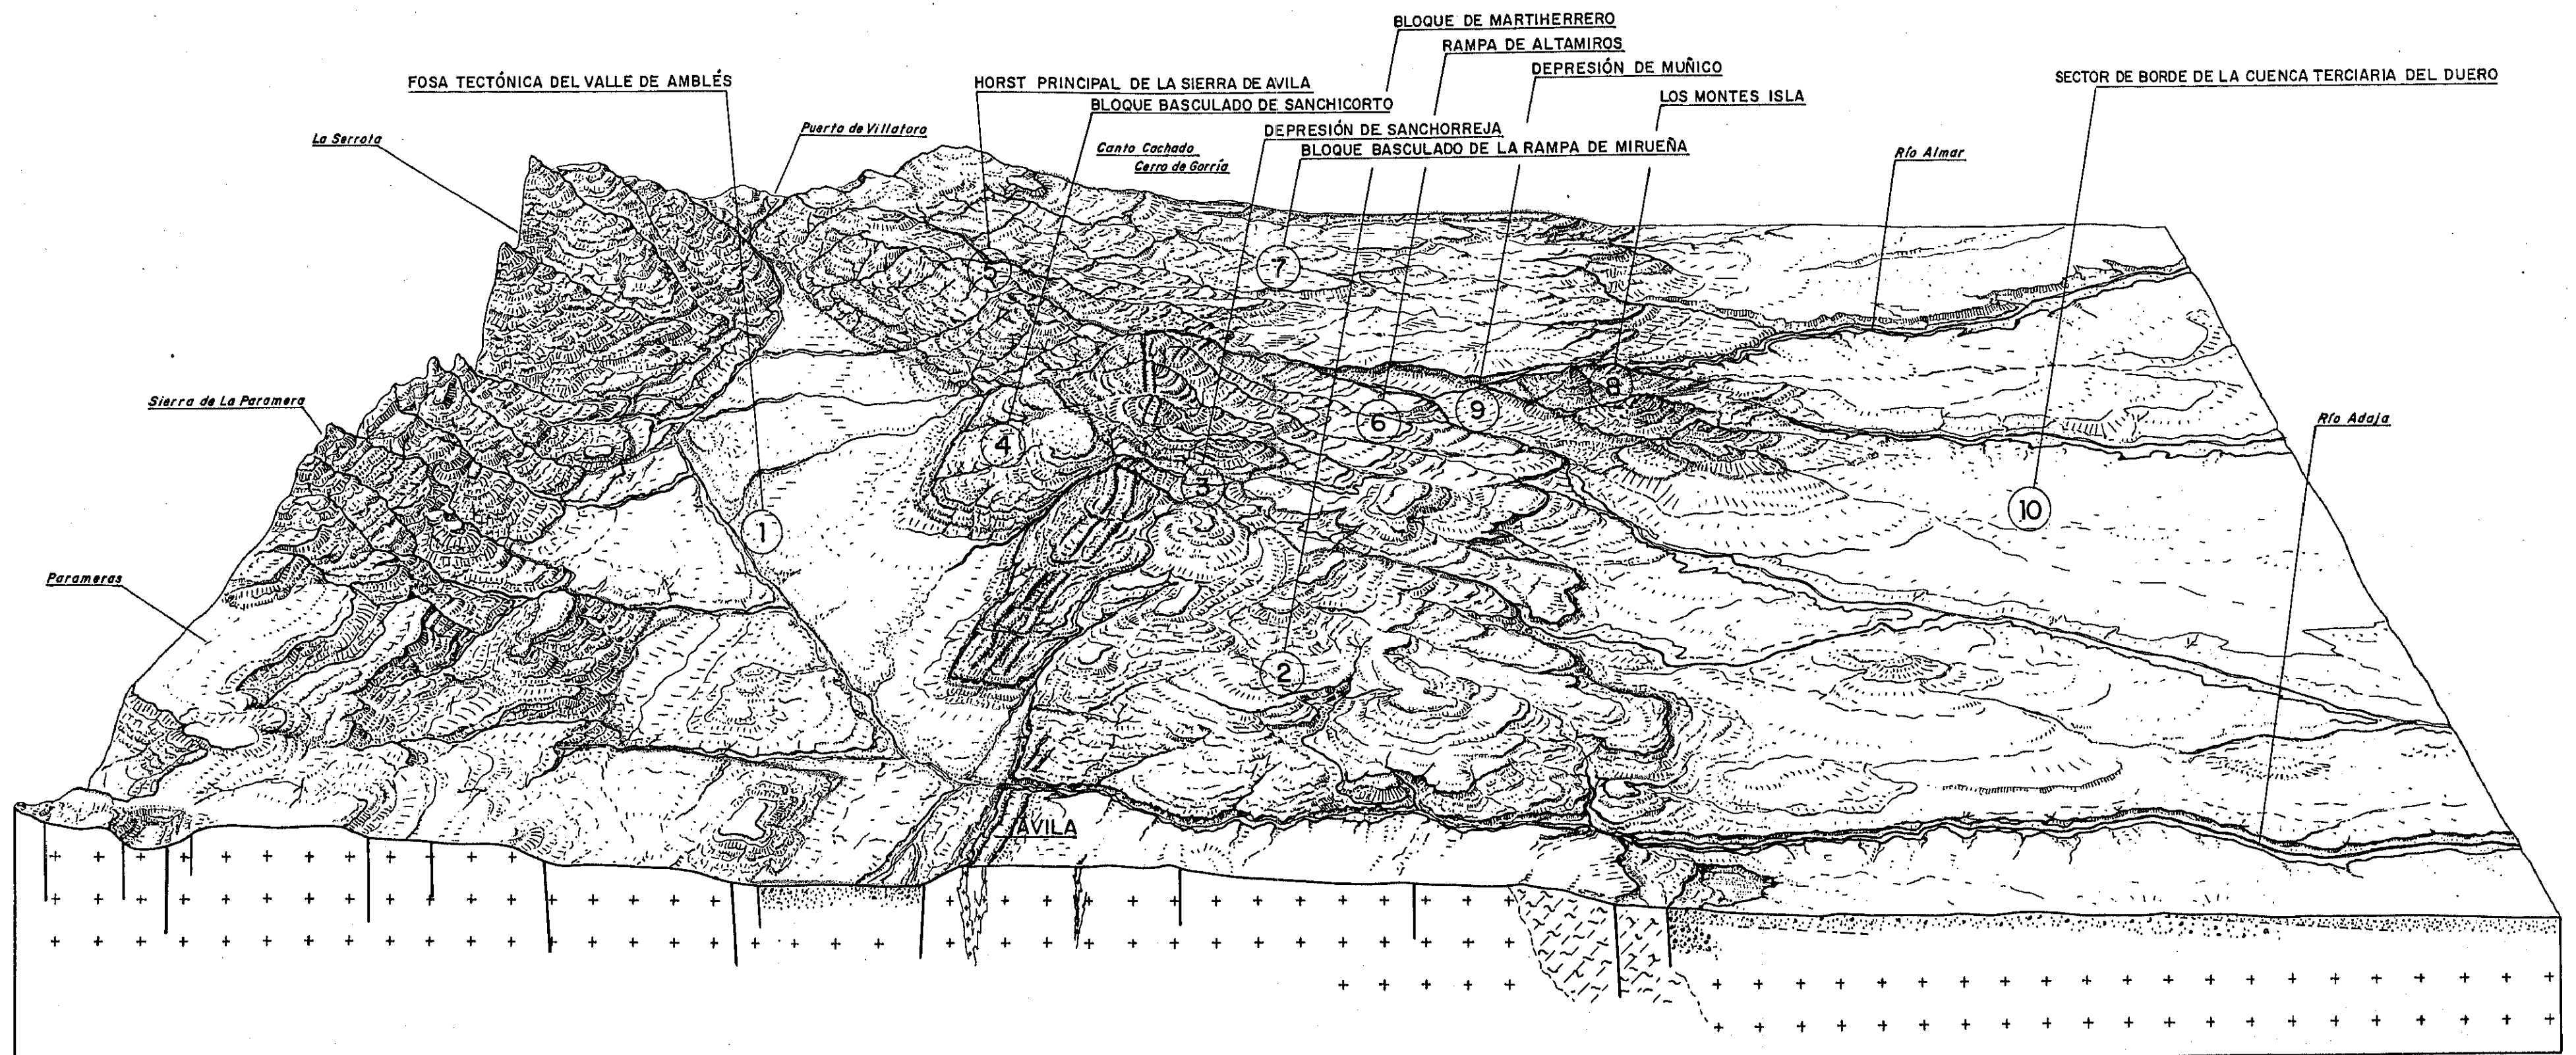 BLOQUE DE MARTIHERRERO
RAMPA DE ALTAMIROS
DEPRESIÓN DE MUÑICO
FOSA TECTÓNICA DEL VALLE DE AMBLÉS
HORST PRINCIPAL DE LA SIERRA DE AVILA
SECTOR DE BORDE DE LA CUENCA TERCIARIA DEL DUERO
BLOQUE BASCULADO DE SANCHICORTO
LOS MONTES ISLA
La Serrota
Puerto de Villatoro
DEPRESIÓN DE SANCHORREJA
Canto Cachado
BLOQUE BASCULADO DE LA RAMPA DE MIRUEÑA
Cerro de Gorría
Río Almar
5
7
8
Sierra de La Paramera
9
6
Río Adaja
4
3
10
1
Parameras
2
ÁVILA